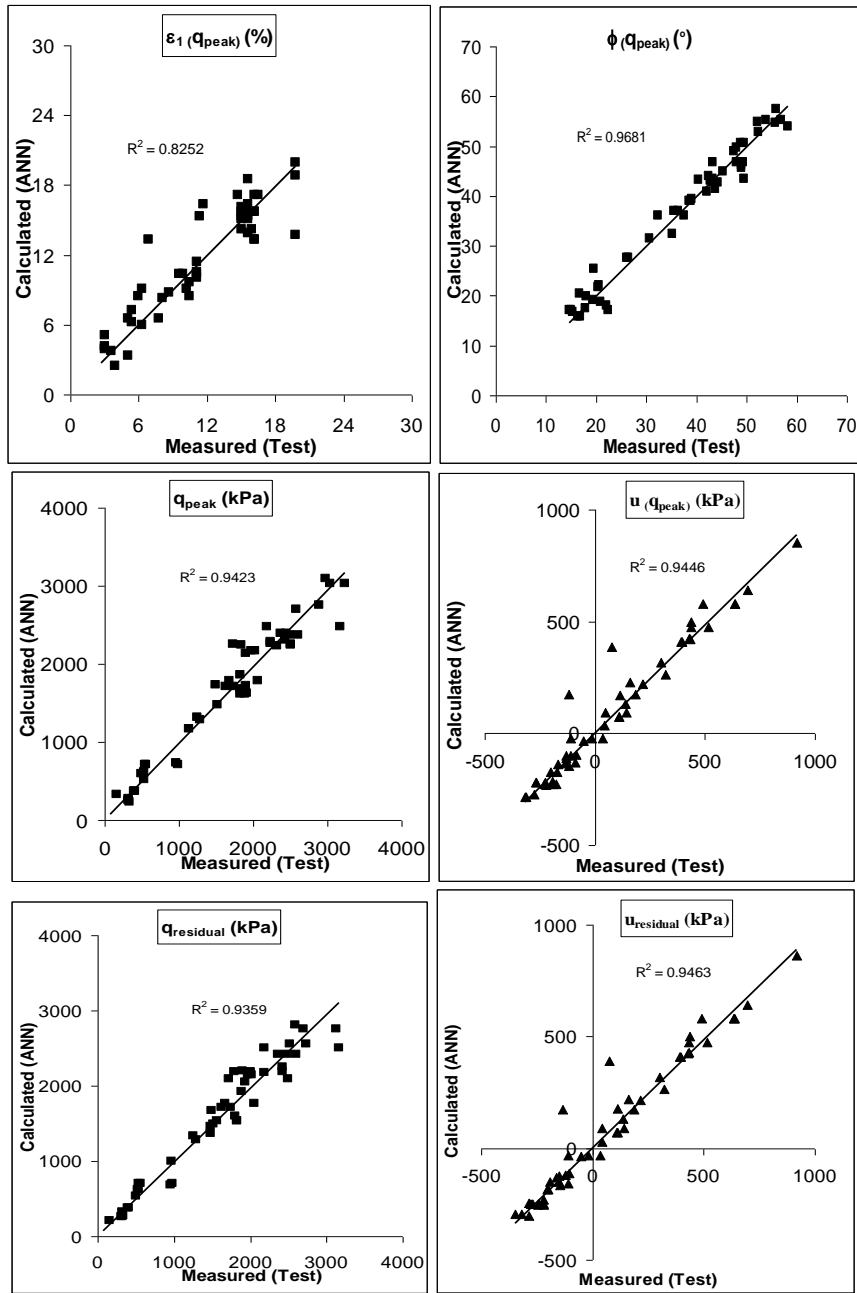 ε1 (qpeak) (%)
R² = 0.8252
Calculated (ANN)
30
24
18
12
6
0
0 6 12 18 24 30
Measured (Test)
ϕ (qpeak) (°)
R² = 0.9681
Calculated (ANN)
70
60
50
40
30
20
10
0
0 10 20 30 40 50 60 70
Measured (Test)
qpeak (kPa)
R² = 0.9423
Calculated (ANN)
4000
3000
2000
1000
0
0 1000 2000 3000 4000
Measured (Test)
u (qpeak) (kPa)
R² = 0.9446
Calculated (ANN)
1000
500
0
-500
-500 0 500 1000
Measured (Test)
qresidual (kPa)
R² = 0.9359
Calculated (ANN)
4000
3000
2000
1000
0
0 1000 2000 3000 4000
Measured (Test)
uresidual (kPa)
R² = 0.9463
Calculated (ANN)
1000
500
0
-500
-500 0 500 1000
Measured (Test)